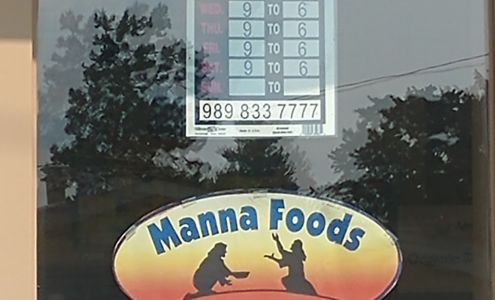 WED. 9 TO 6
THU. 9 TO 6
FRI. 9 TO 6
SAT. 9 TO 6
SUN. TO
989 833 7777
Manna Foods